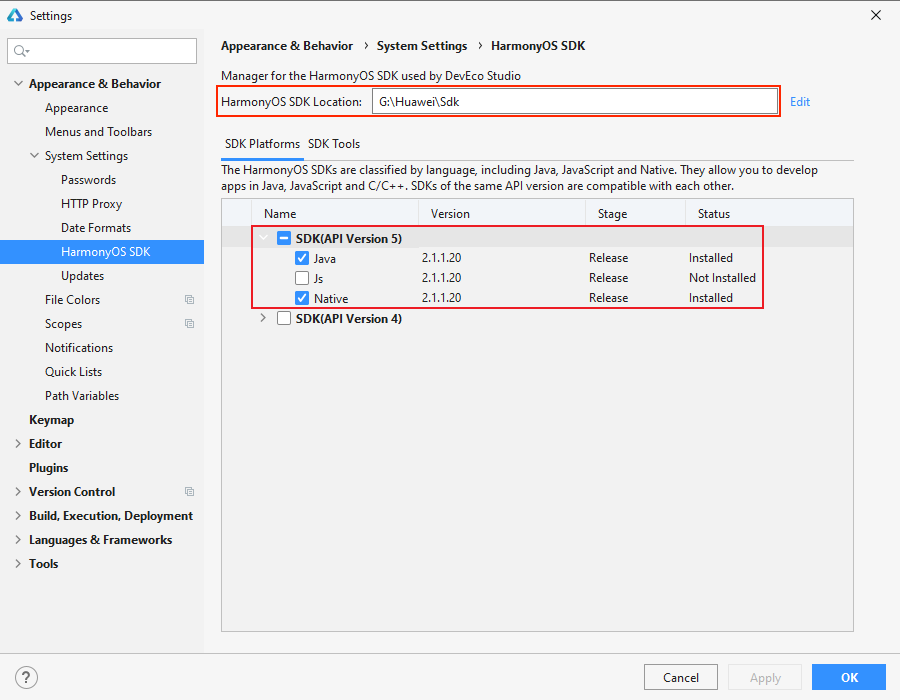 Settings
Appearance & Behavior
Appearance
Menus and Toolbars
System Settings
Passwords
HTTP Proxy
Date Formats
HarmonyOS SDK
Updates
File Colors
Scopes
Notifications
Quick Lists
Path Variables
Keymap
Editor
Plugins
Version Control
Build, Execution, Deployment
Languages & Frameworks
Tools
Appearance & Behavior › System Settings › HarmonyOS SDK
Manager for the HarmonyOS SDK used by DevEco Studio
HarmonyOS SDK Location: G:\Huawei\Sdk Edit
SDK Platforms SDK Tools
The HarmonyOS SDKs are classified by language, including Java, JavaScript and Native. They allow you to develop
apps in Java, JavaScript and C/C++. SDKs of the same API version are compatible with each other.
Name Version Stage Status
SDK(API Version 5)
Java 2.1.1.20 Release Installed
Js 2.1.1.20 Release Not Installed
Native 2.1.1.20 Release Installed
SDK(API Version 4)
? Cancel Apply OK